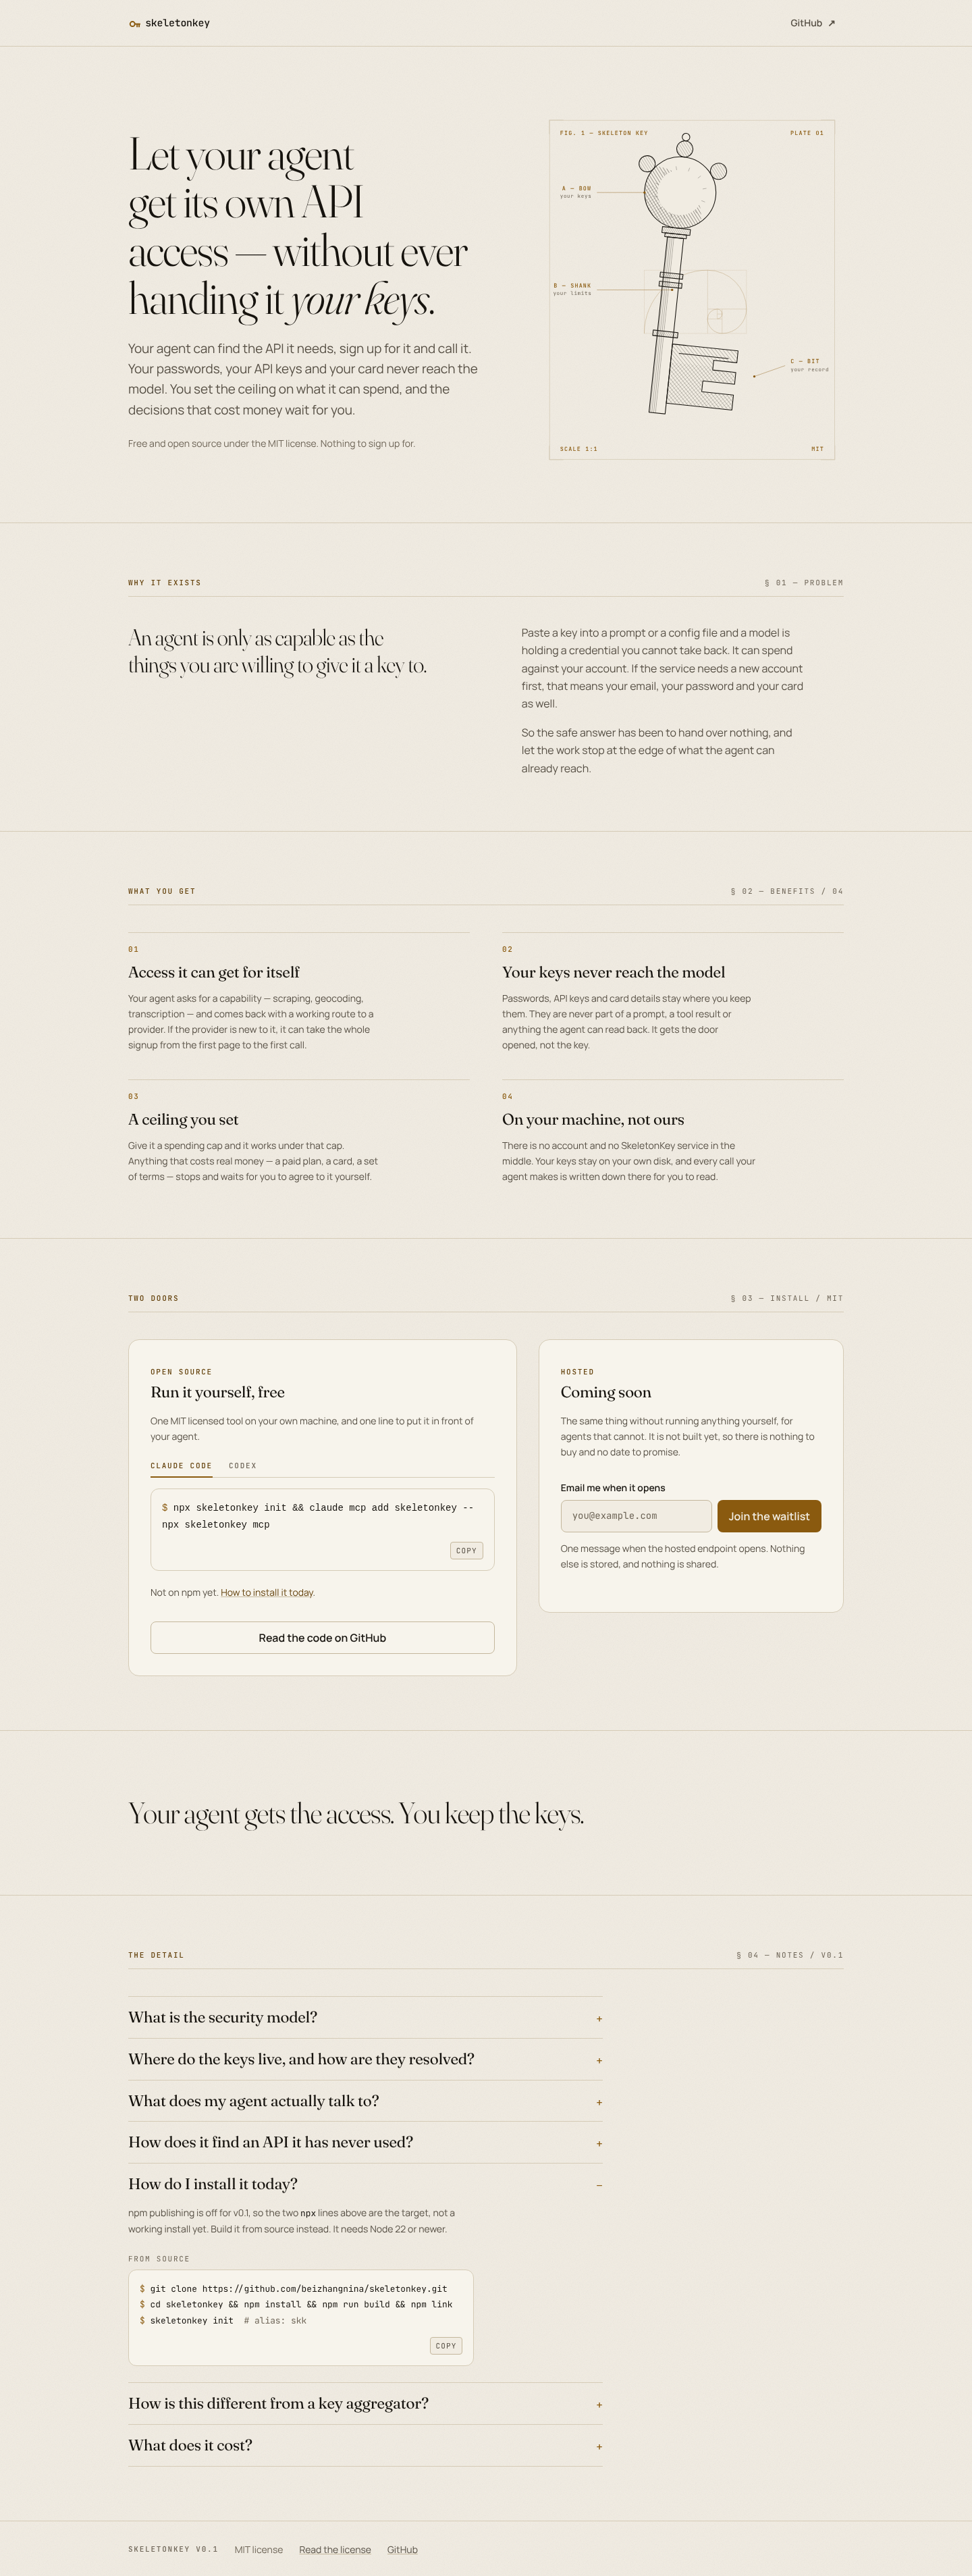 skeletonkey
GitHub ↗
Let your agent
get its own API
access — without ever
handing it your keys.
Your agent can find the API it needs, sign up for it and call it.
Your passwords, your API keys and your card never reach the
model. You set the ceiling on what it can spend, and the
decisions that cost money wait for you.
Free and open source under the MIT license. Nothing to sign up for.
FIG. 1 — SKELETON KEY
PLATE 01
A — BOW
your keys
B — SHANK
your limits
C — BIT
your record
SCALE 1:1
MIT
WHY IT EXISTS
§ 01 — PROBLEM
An agent is only as capable as the
things you are willing to give it a key to.
Paste a key into a prompt or a config file and a model is
holding a credential you cannot take back. It can spend
against your account. If the service needs a new account
first, that means your email, your password and your card
as well.
So the safe answer has been to hand over nothing, and
let the work stop at the edge of what the agent can
already reach.
WHAT YOU GET
§ 02 — BENEFITS / 04
01
Access it can get for itself
Your agent asks for a capability — scraping, geocoding,
transcription — and comes back with a working route to a
provider. If the provider is new to it, it can take the whole
signup from the first page to the first call.
02
Your keys never reach the model
Passwords, API keys and card details stay where you keep
them. They are never part of a prompt, a tool result or
anything the agent can read back. It gets the door
opened, not the key.
03
A ceiling you set
Give it a spending cap and it works under that cap.
Anything that costs real money — a paid plan, a card, a set
of terms — stops and waits for you to agree to it yourself.
04
On your machine, not ours
There is no account and no SkeletonKey service in the
middle. Your keys stay on your own disk, and every call your
agent makes is written down there for you to read.
TWO DOORS
§ 03 — INSTALL / MIT
OPEN SOURCE
Run it yourself, free
One MIT licensed tool on your own machine, and one line to put it in front of
your agent.
CLAUDE CODE
CODEX
$ npx skeletonkey init && claude mcp add skeletonkey --
npx skeletonkey mcp
COPY
Not on npm yet. How to install it today.
Read the code on GitHub
HOSTED
Coming soon
The same thing without running anything yourself, for
agents that cannot. It is not built yet, so there is nothing to
buy and no date to promise.
Email me when it opens
you@example.com
Join the waitlist
One message when the hosted endpoint opens. Nothing
else is stored, and nothing is shared.
Your agent gets the access. You keep the keys.
THE DETAIL
§ 04 — NOTES / V0.1
What is the security model? +
Where do the keys live, and how are they resolved? +
What does my agent actually talk to? +
How does it find an API it has never used? +
How do I install it today? −
npm publishing is off for v0.1, so the two npx lines above are the target, not a
working install yet. Build it from source instead. It needs Node 22 or newer.
FROM SOURCE
$ git clone https://github.com/beizhangnina/skeletonkey.git
$ cd skeletonkey && npm install && npm run build && npm link
$ skeletonkey init # alias: skk
COPY
How is this different from a key aggregator? +
What does it cost? +
SKELETONKEY V0.1
MIT license
Read the license
GitHub